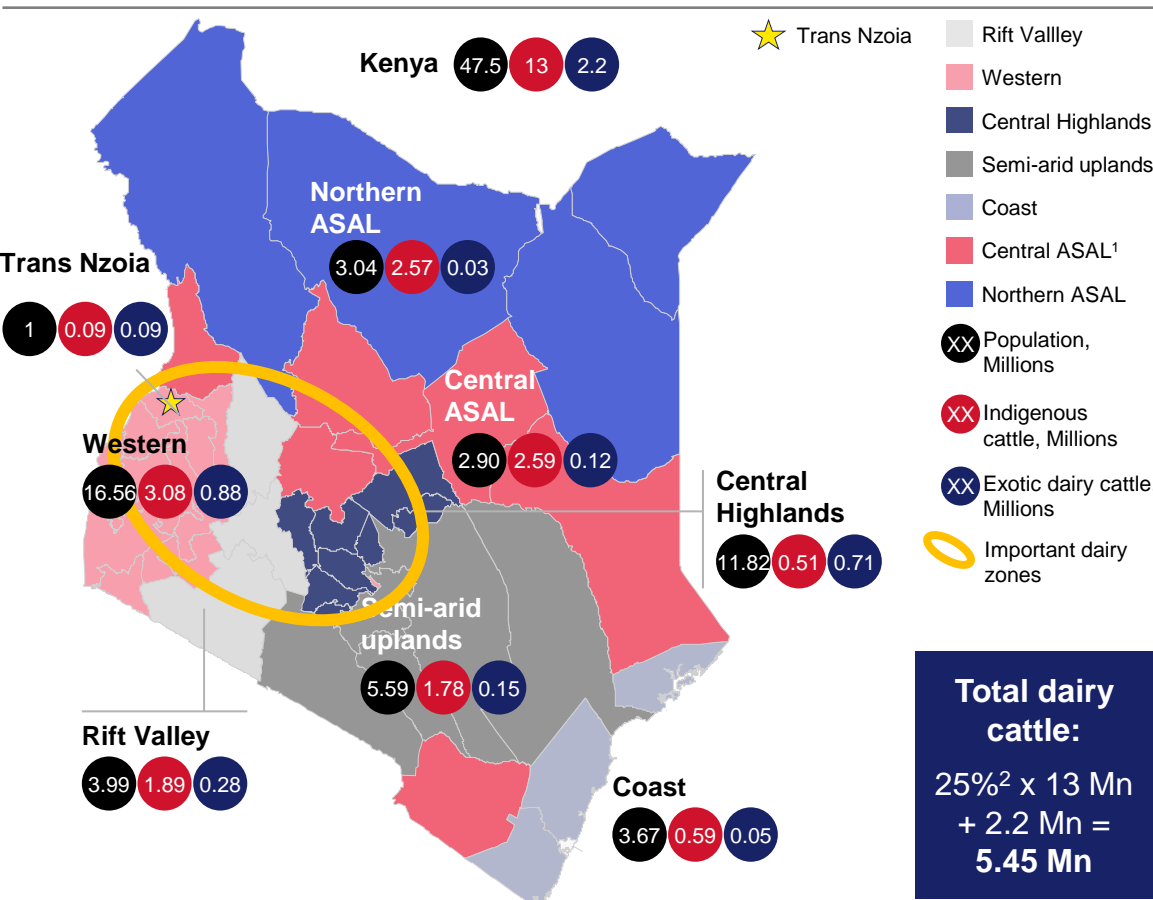 Kenya 47.5 13 2.2
Trans Nzoia
Rift Vallley
Western
Central Highlands
Semi-arid uplands
Coast
Central ASAL¹
Northern ASAL
XX Population,
Millions
XX Indigenous
cattle, Millions
XX Exotic dairy cattle
Millions
Important dairy
zones
Northern
ASAL
3.04 2.57 0.03
Trans Nzoia
1 0.09 0.09
Central
ASAL
2.90 2.59 0.12
Western
16.56 3.08 0.88
Central
Highlands
11.82 0.51 0.71
Semi-arid
uplands
5.59 1.78 0.15
Rift Valley
3.99 1.89 0.28
Coast
3.67 0.59 0.05
Total dairy
cattle:
25%² x 13 Mn
+ 2.2 Mn =
5.45 Mn